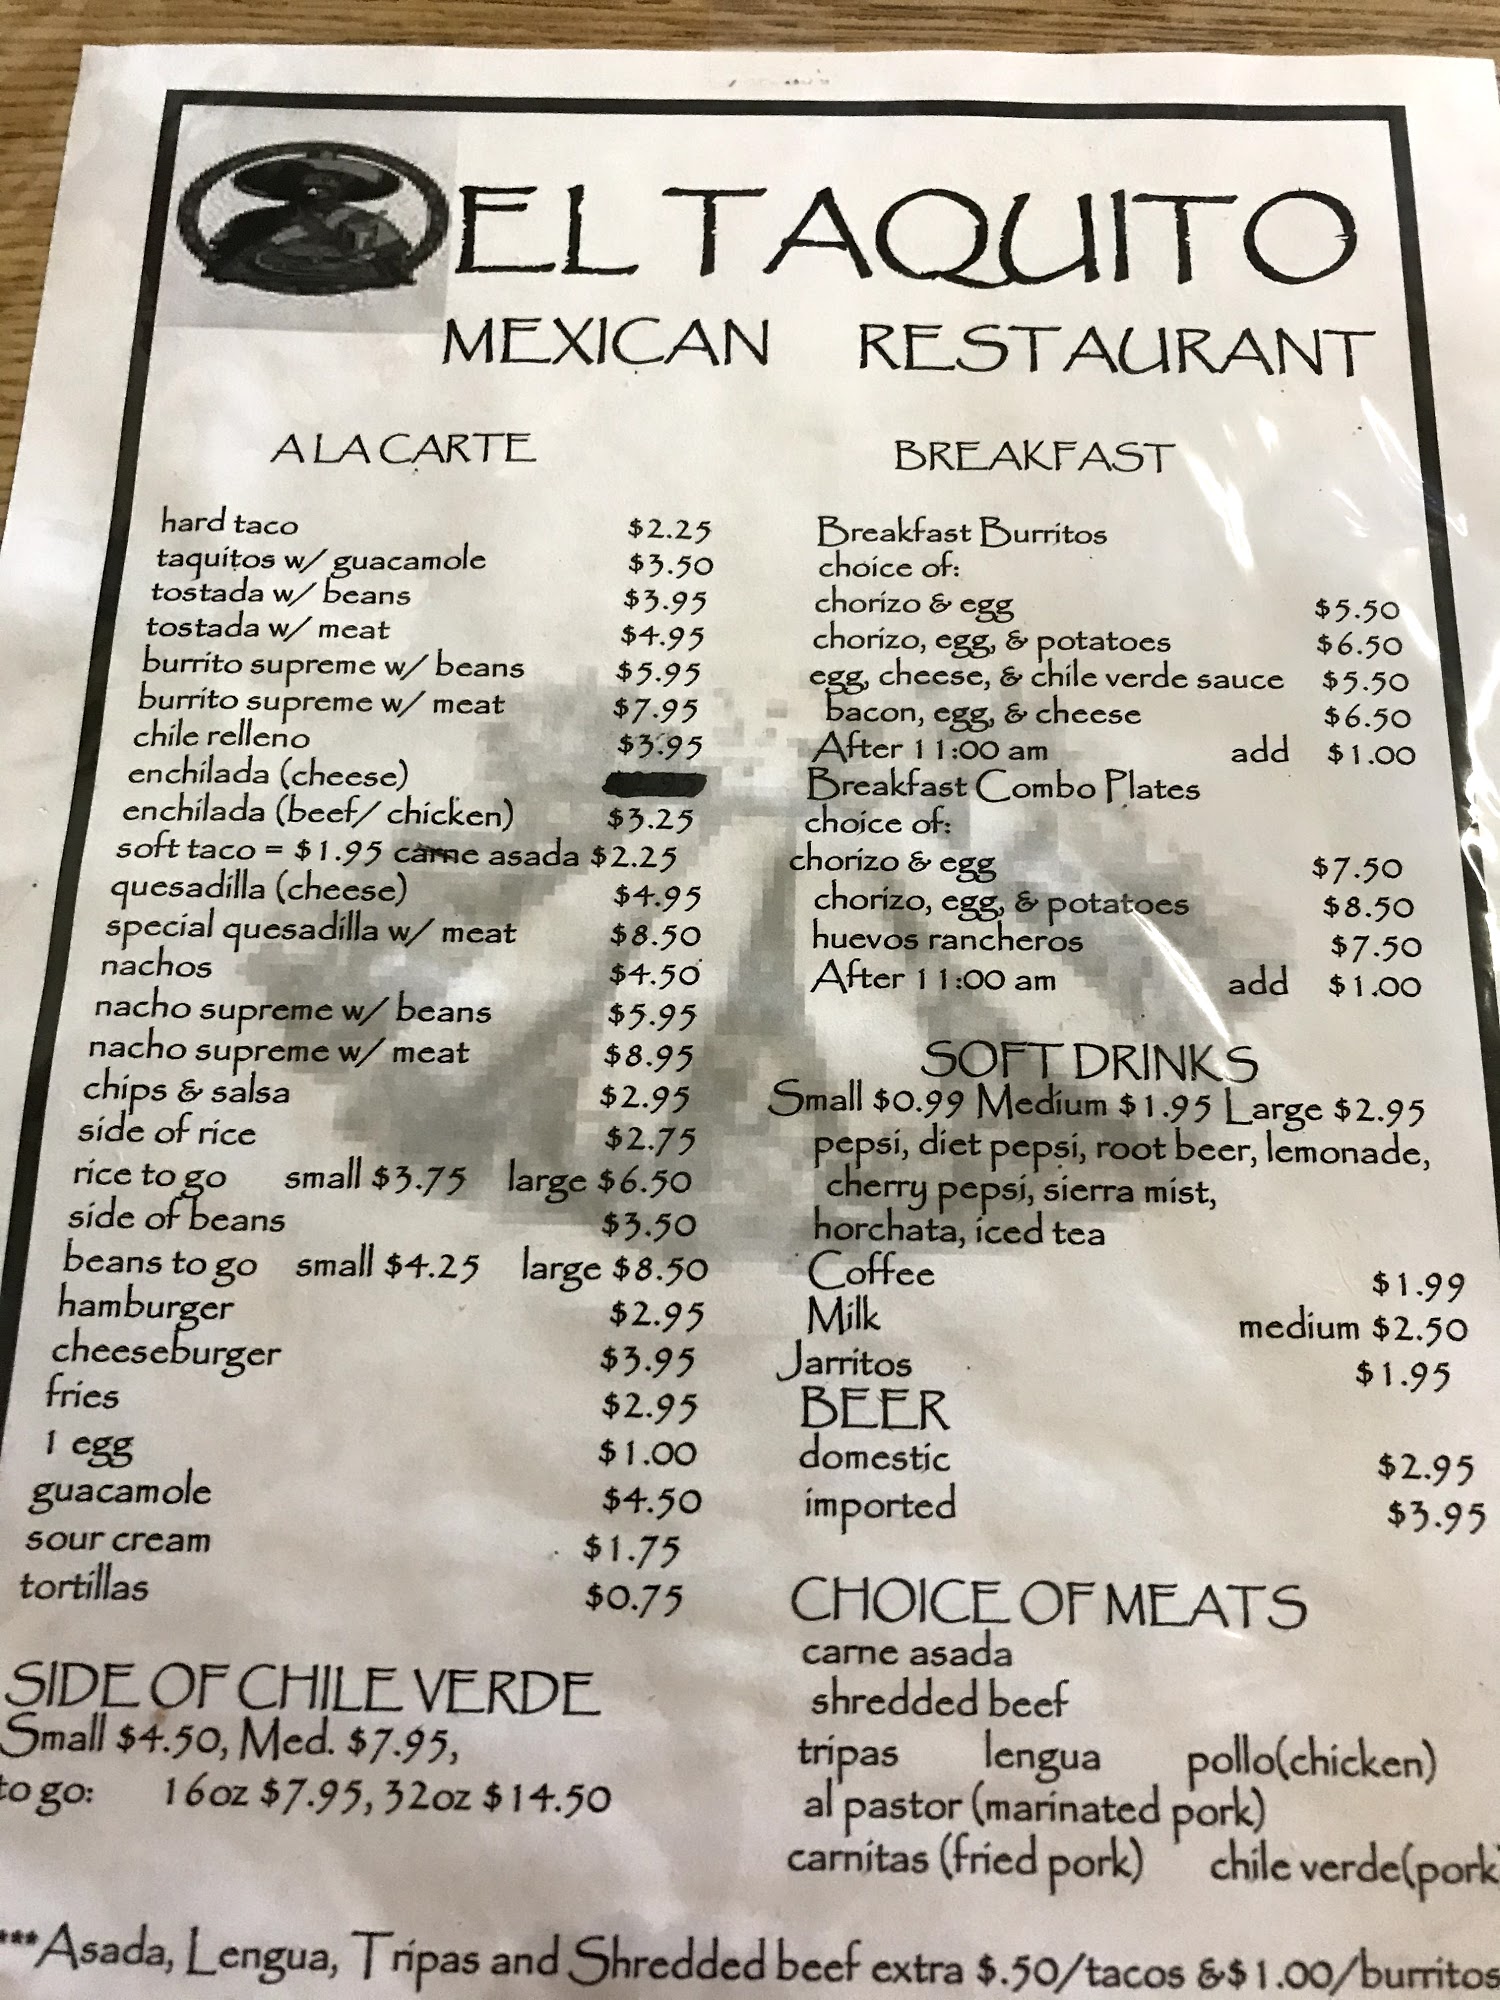 EL TAQUITO
MEXICAN RESTAURANT
A LA CARTE
hard taco $2.25
taquitos w/ guacamole $3.50
tostada w/ beans $3.95
tostada w/ meat $4.95
burrito supreme w/ beans $5.95
burrito supreme w/ meat $7.95
chile relleno $3.95
enchilada (cheese)
enchilada (beef/ chicken) $3.25
soft taco = $1.95 carne asada $2.25
quesadilla (cheese) $4.95
special quesadilla w/ meat $8.50
nachos $4.50
nacho supreme w/ beans $5.95
nacho supreme w/ meat $8.95
chips & salsa $2.95
side of rice $2.75
rice to go small $3.75 large $6.50
side of beans $3.50
beans to go small $4.25 large $8.50
hamburger $2.95
cheeseburger $3.95
fries $2.95
1 egg $1.00
guacamole $4.50
sour cream $1.75
tortillas $0.75
SIDE OF CHILE VERDE
Small $4.50, Med. $7.95,
to go: 16oz $7.95, 32oz $14.50
BREAKFAST
Breakfast Burritos
choice of:
chorizo & egg $5.50
chorizo, egg, & potatoes $6.50
egg, cheese, & chile verde sauce $5.50
bacon, egg, & cheese $6.50
After 11:00 am add $1.00
Breakfast Combo Plates
choice of:
chorizo & egg $7.50
chorizo, egg, & potatoes $8.50
huevos rancheros $7.50
After 11:00 am add $1.00
SOFT DRINKS
Small $0.99 Medium $1.95 Large $2.95
pepsi, diet pepsi, root beer, lemonade,
cherry pepsi, sierra mist,
horchata, iced tea
Coffee $1.99
Milk medium $2.50
Jarritos $1.95
BEER
domestic $2.95
imported $3.95
CHOICE OF MEATS
carne asada
shredded beef
tripas lengua pollo(chicken)
al pastor (marinated pork)
carnitas (fried pork) chile verde(pork
***Asada, Lengua, Tripas and Shredded beef extra $.50/tacos &$1.00/burritos